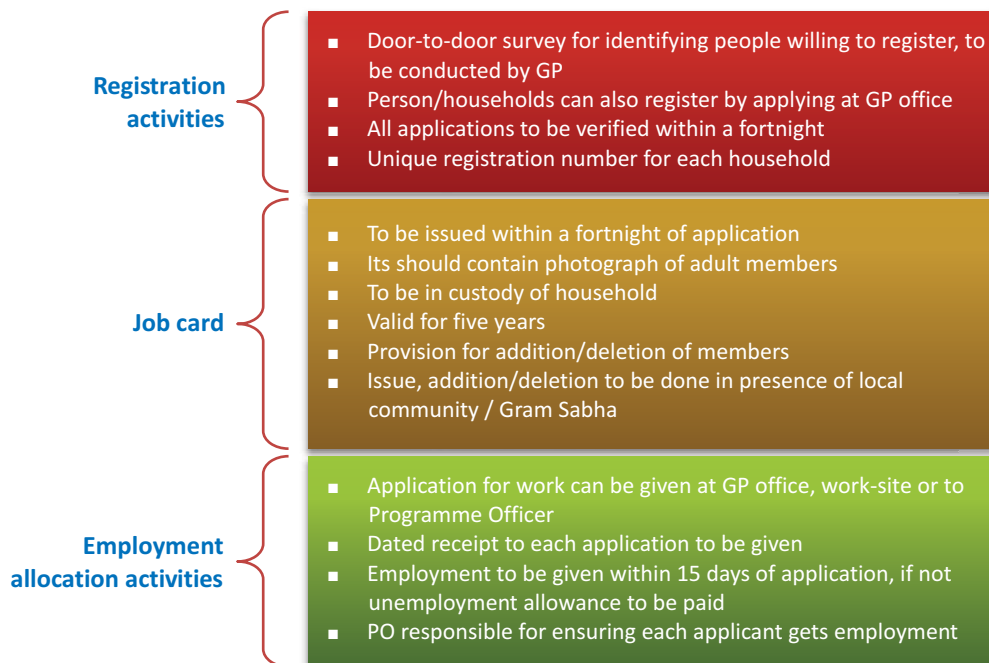 Registration
activities
■ Door-to-door survey for identifying people willing to register, to
be conducted by GP
■ Person/households can also register by applying at GP office
■ All applications to be verified within a fortnight
■ Unique registration number for each household
Job card
■ To be issued within a fortnight of application
■ Its should contain photograph of adult members
■ To be in custody of household
■ Valid for five years
■ Provision for addition/deletion of members
■ Issue, addition/deletion to be done in presence of local
community / Gram Sabha
Employment
allocation activities
■ Application for work can be given at GP office, work-site or to
Programme Officer
■ Dated receipt to each application to be given
■ Employment to be given within 15 days of application, if not
unemployment allowance to be paid
■ PO responsible for ensuring each applicant gets employment